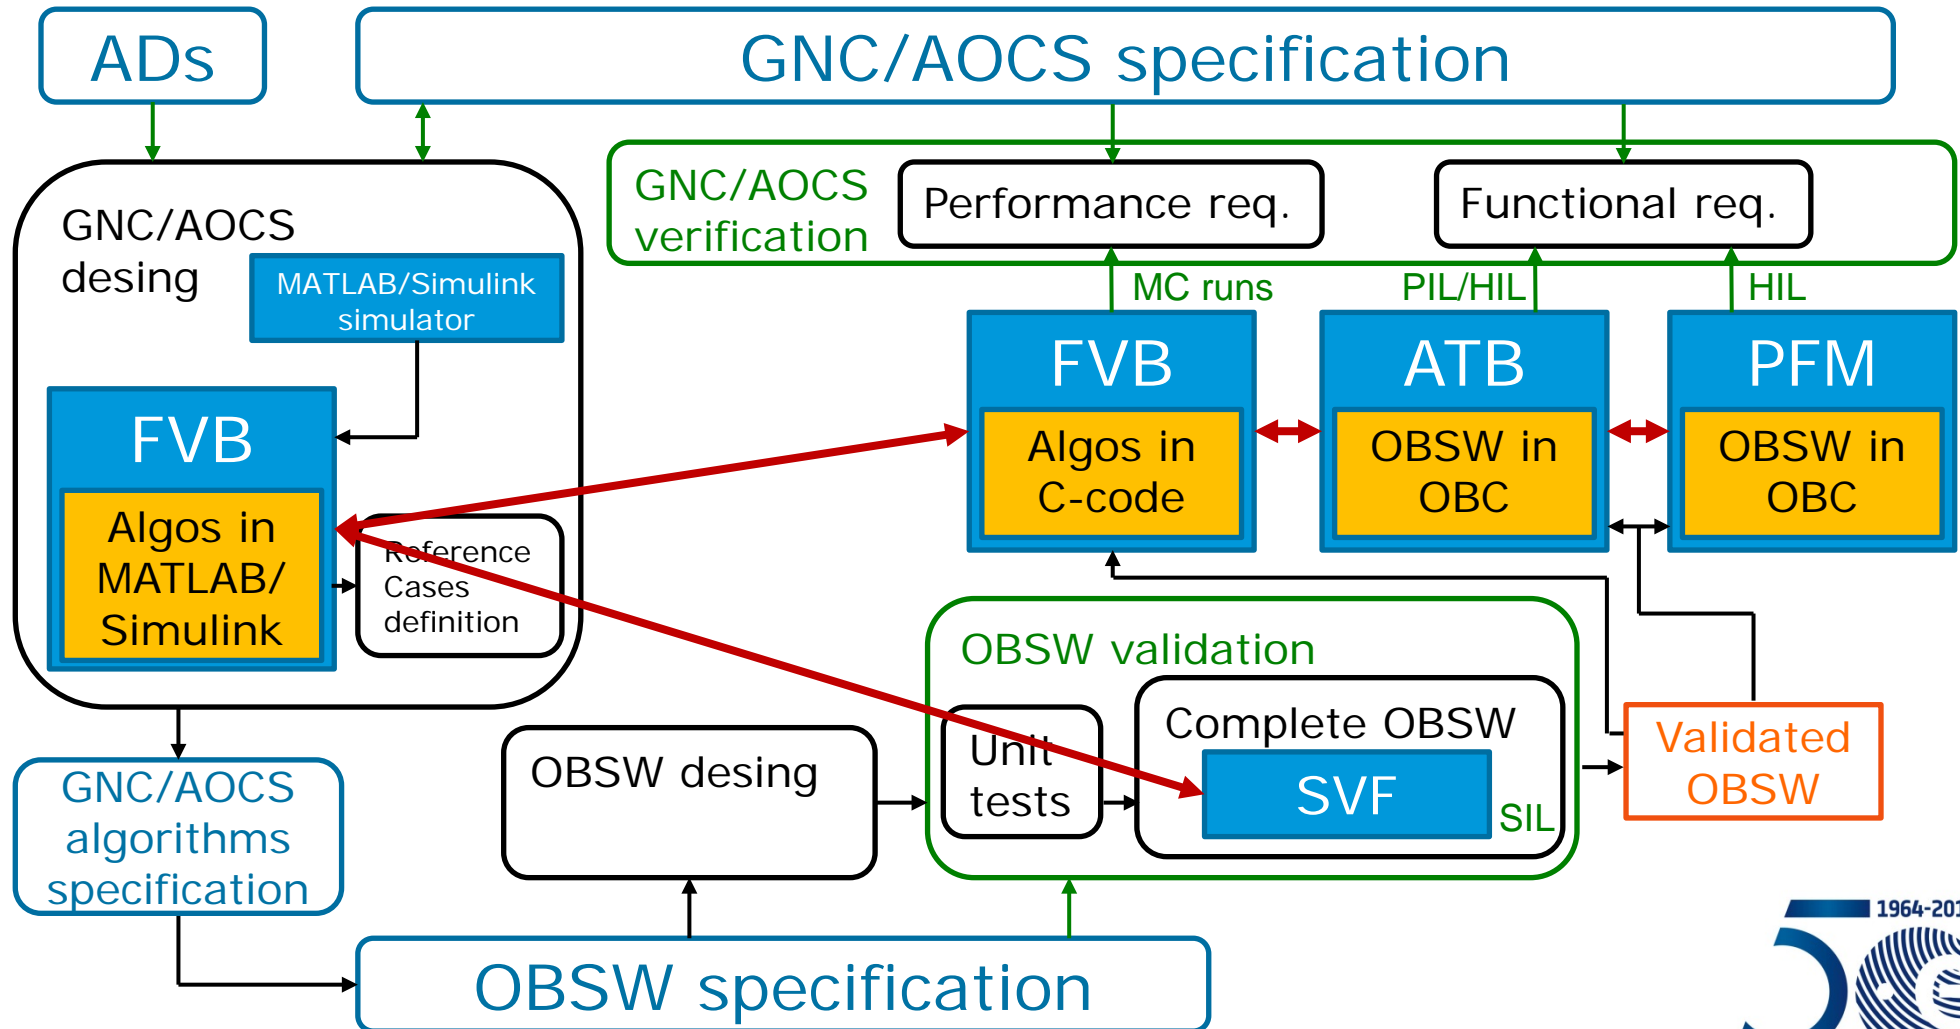 ADs
GNC/AOCS specification
GNC/AOCS
desing
MATLAB/Simulink
simulator
FVB
Algos in
MATLAB/
Simulink
Reference
Cases
definition
GNC/AOCS
verification
Performance req.
Functional req.
MC runs
PIL/HIL
HIL
FVB
Algos in
C-code
ATB
OBSW in
OBC
PFM
OBSW in
OBC
GNC/AOCS
algorithms
specification
OBSW desing
OBSW validation
Unit
tests
Complete OBSW
SVF
SIL
Validated
OBSW
OBSW specification